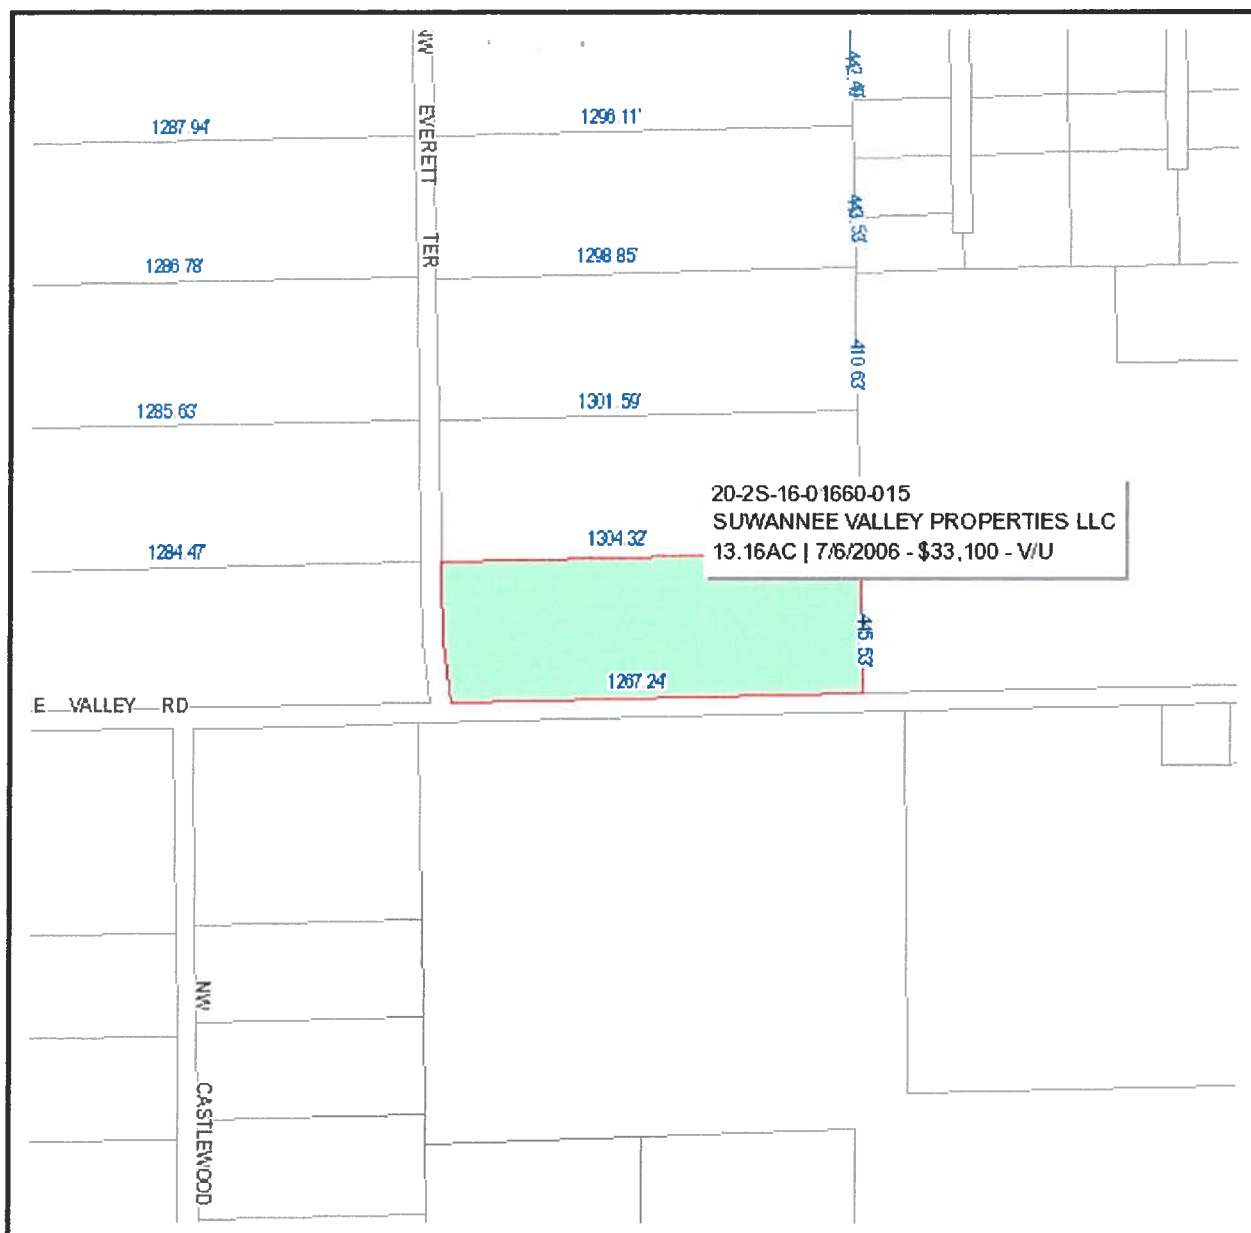 NW EVERETT TER
442.46'
1287.94'
1296.11'
443.53'
1286.78'
1298.85'
410.63'
1285.63'
1301.59'
20-2S-16-01660-015
SUWANNEE VALLEY PROPERTIES LLC
13.16AC | 7/6/2006 - $33,100 - V/U
1284.47'
1304.32'
445.53'
1267.24'
E VALLEY RD
NW CASTLEWOOD